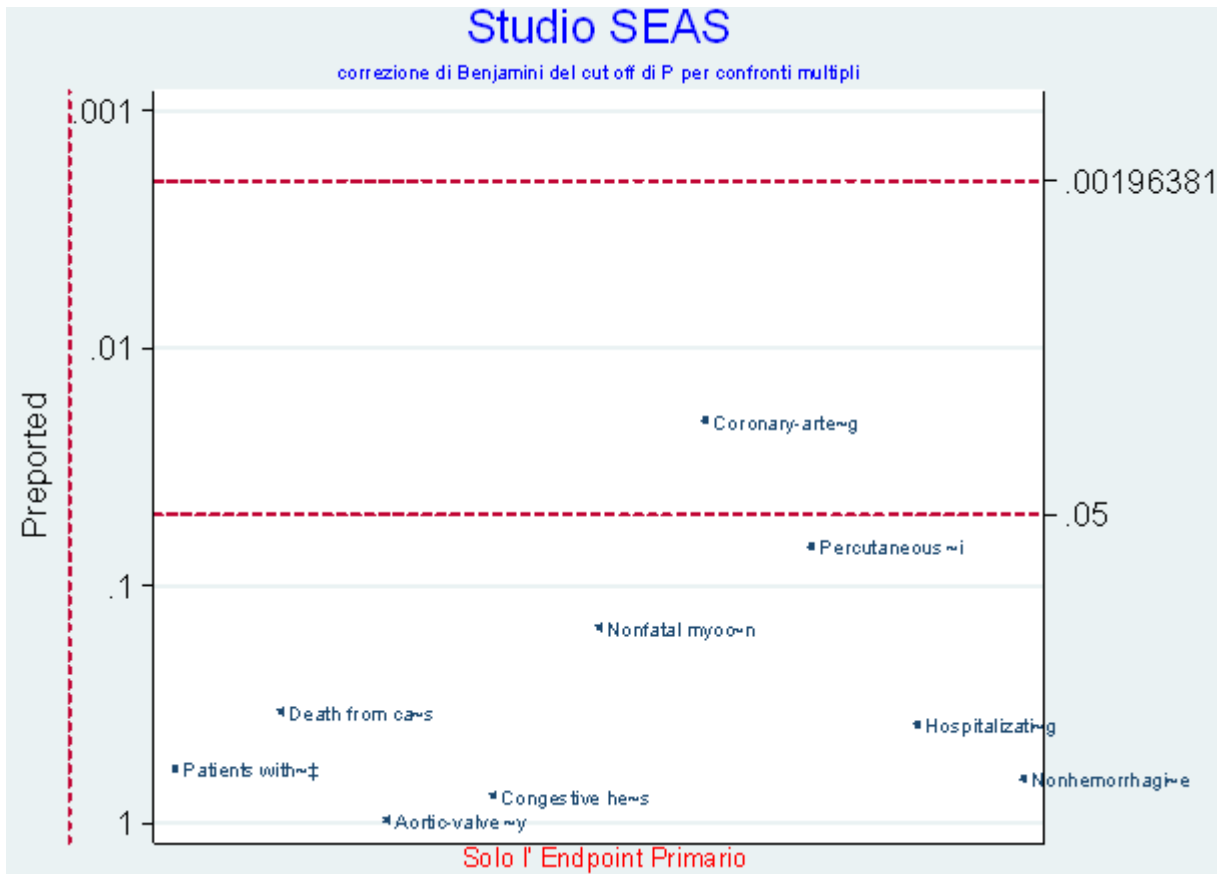 Studio SEAS
correzione di Benjamini del cut off di P per confronti multipli
.001
.00196381
.01
Coronary-arte~g
.05
Percutaneous ~i
.1
Nonfatal myoc~n
Death from ca~s
Hospitalizati~g
Patients with~‡
Nonhemorrhagi~e
Congestive he~s
Aortic-valve ~y
1
Preported
Solo l' Endpoint Primario